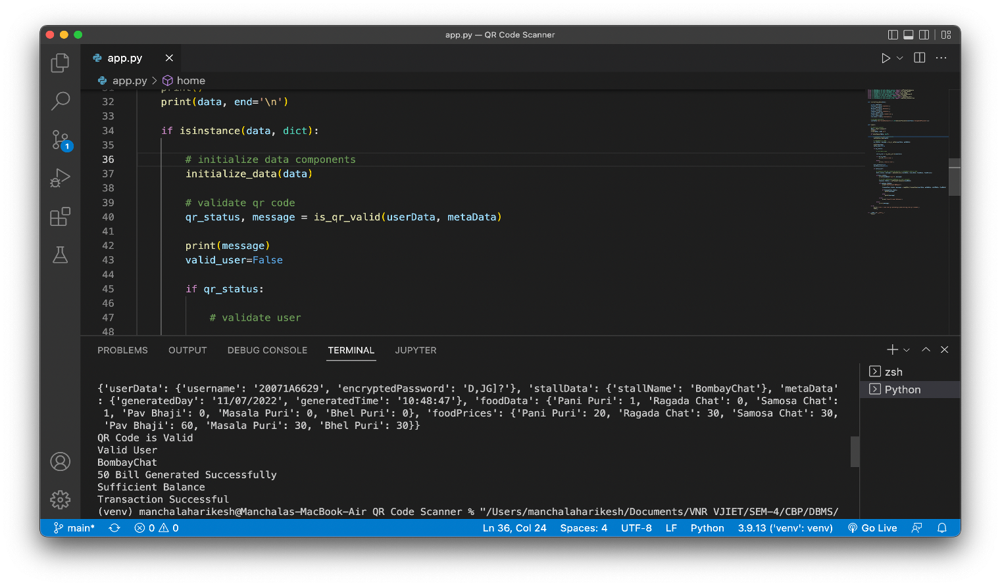 app.py — QR Code Scanner
app.py
app.py > home
32 print(data, end='\n')
33
34 if isinstance(data, dict):
35
36 # initialize data components
37 initialize_data(data)
38
39 # validate qr code
40 qr_status, message = is_qr_valid(userData, metaData)
41
42 print(message)
43 valid_user=False
44
45 if qr_status:
46
47 # validate user
48
1
PROBLEMS OUTPUT DEBUG CONSOLE TERMINAL JUPYTER
zsh
Python
{'userData': {'username': '20071A6629', 'encryptedPassword': 'D,JG]?'}, 'stallData': {'stallName': 'BombayChat'}, 'metaData'
: {'generatedDay': '11/07/2022', 'generatedTime': '10:48:47'}, 'foodData': {'Pani Puri': 1, 'Ragada Chat': 0, 'Samosa Chat':
1, 'Pav Bhaji': 0, 'Masala Puri': 0, 'Bhel Puri': 0}, 'foodPrices': {'Pani Puri': 20, 'Ragada Chat': 30, 'Samosa Chat': 30,
'Pav Bhaji': 60, 'Masala Puri': 30, 'Bhel Puri': 30}}
QR Code is Valid
Valid User
BombayChat
50 Bill Generated Successfully
Sufficient Balance
Transaction Successful
(venv) manchalaharikesh@Manchalas-MacBook-Air QR Code Scanner % "/Users/manchalaharikesh/Documents/VNR VJIET/SEM-4/CBP/DBMS/
main* 0 0 Ln 36, Col 24 Spaces: 4 UTF-8 LF Python 3.9.13 ('venv': venv) Go Live